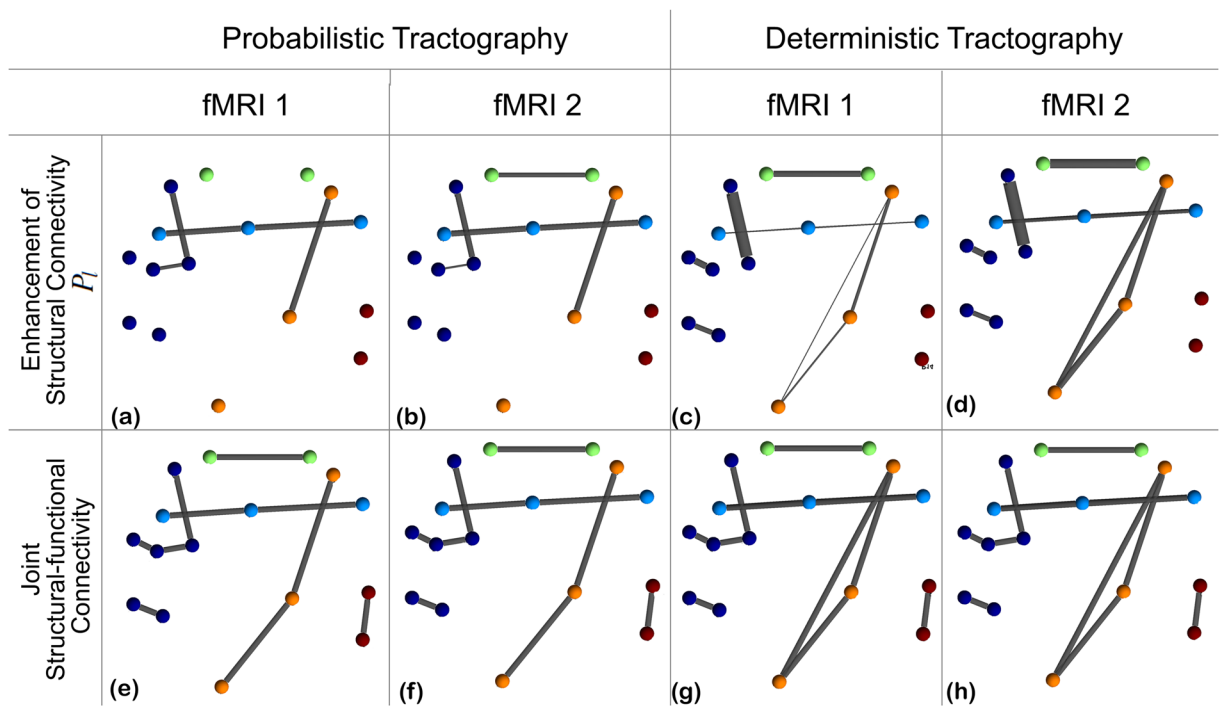 Probabilistic Tractography
Deterministic Tractography
fMRI 1
fMRI 2
fMRI 1
fMRI 2
Enhancement of
Structural Connectivity
P_l
(a)
(b)
(c)
(d)
Joint
Structural-functional
Connectivity
(e)
(f)
(g)
(h)